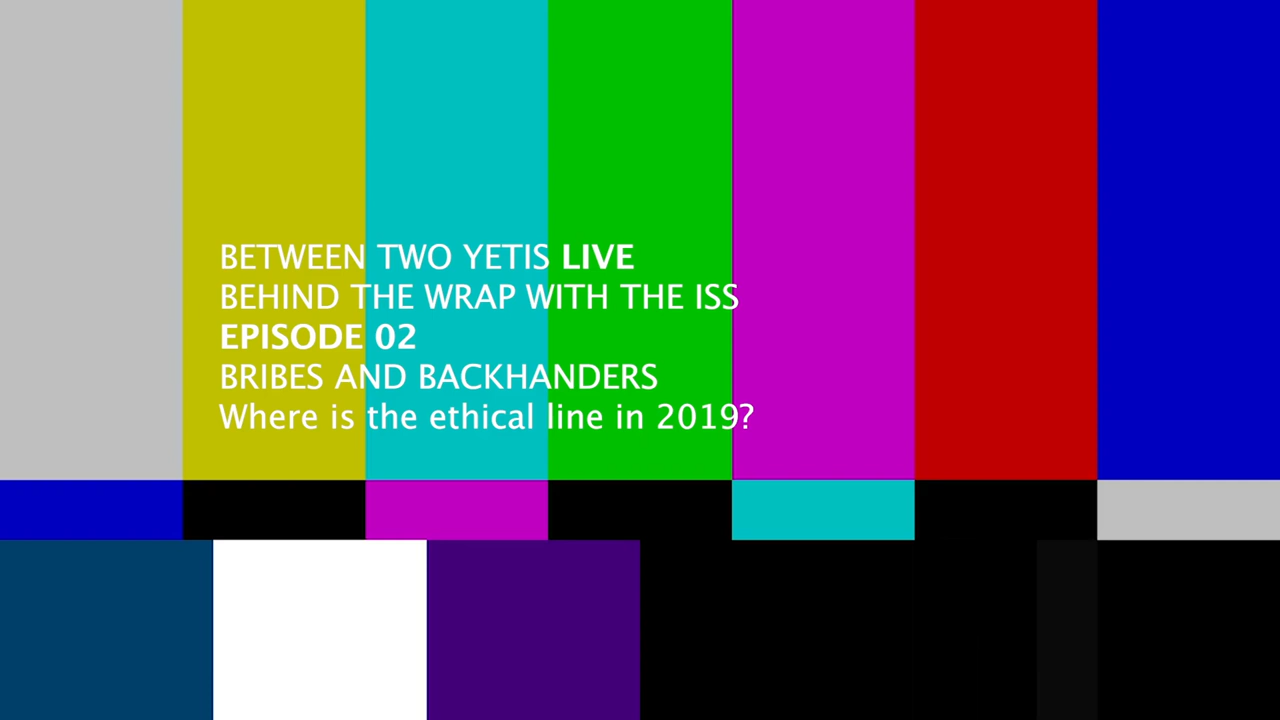 BETWEEN TWO YETIS LIVE
BEHIND THE WRAP WITH THE ISS
EPISODE 02
BRIBES AND BACKHANDERS
Where is the ethical line in 2019?